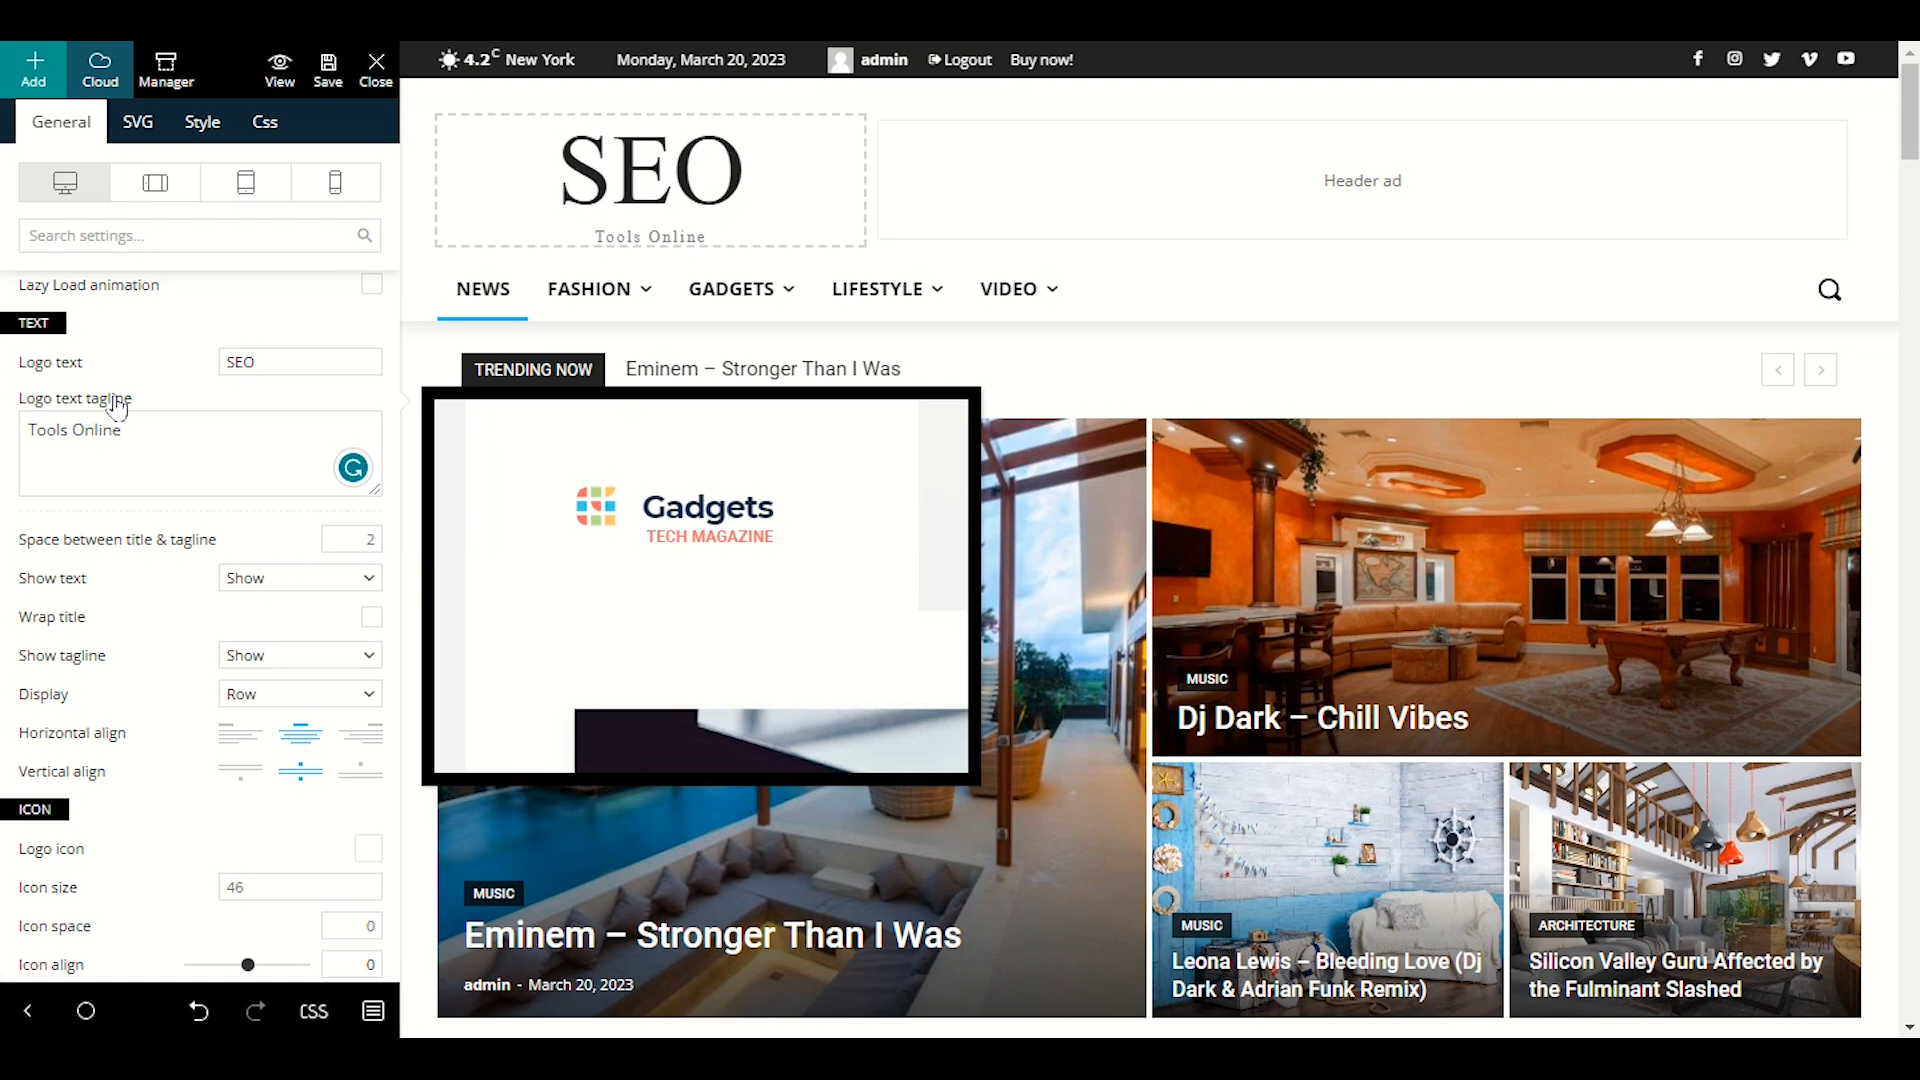 Add
Cloud
Manager
View
Save
Close
General
SVG
Style
Css
Search settings...
Lazy Load animation
TEXT
Logo text
SEO
Logo text tagline
Tools Online
Space between title & tagline
2
Show text
Show
Wrap title
Show tagline
Show
Display
Row
Horizontal align
Vertical align
ICON
Logo icon
Icon size
46
Icon space
0
Icon align
0
CSS
4.2 C New York
Monday, March 20, 2023
admin
Logout
Buy now!
SEO
Tools Online
Header ad
NEWS
FASHION
GADGETS
LIFESTYLE
VIDEO
TRENDING NOW
Eminem – Stronger Than I Was
Gadgets
TECH MAGAZINE
MUSIC
Eminem – Stronger Than I Was
admin - March 20, 2023
MUSIC
Dj Dark – Chill Vibes
MUSIC
Leona Lewis – Bleeding Love (Dj
Dark & Adrian Funk Remix)
ARCHITECTURE
Silicon Valley Guru Affected by
the Fulminant Slashed